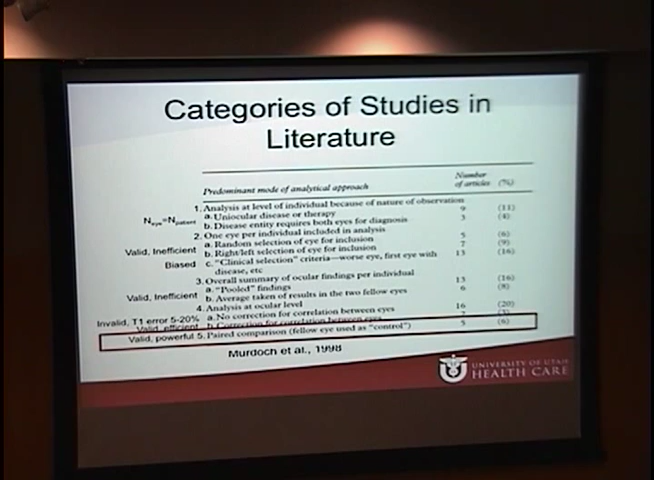 Categories of Studies in
Literature
Predominant mode of analytical approach
Number
of articles (%)
1. Analysis at level of individual because of nature of observation
Neye=Npatient a. Uniocular disease or therapy 9 (11)
b. Disease entity requires both eyes for diagnosis 3 (4)
2. One eye per individual included in analysis
a. Random selection of eye for inclusion 5 (6)
Valid, Inefficient b. Right/left selection of eye for inclusion 7 (9)
Biased c. "Clinical selection" criteria—worse eye, first eye with 13 (16)
disease, etc
3. Overall summary of ocular findings per individual
a. "Pooled" findings 13 (16)
Valid, Inefficient b. Average taken of results in the two fellow eyes 6 (8)
4. Analysis at ocular level
Invalid, T1 error 5-20% a. No correction for correlation between eyes 16 (20)
Valid, efficient b. Correction for correlation between eyes
Valid, powerful 5. Paired comparison (fellow eye used as "control") 5 (6)
Murdoch et al., 1998
UNIVERSITY OF UTAH
HEALTH CARE